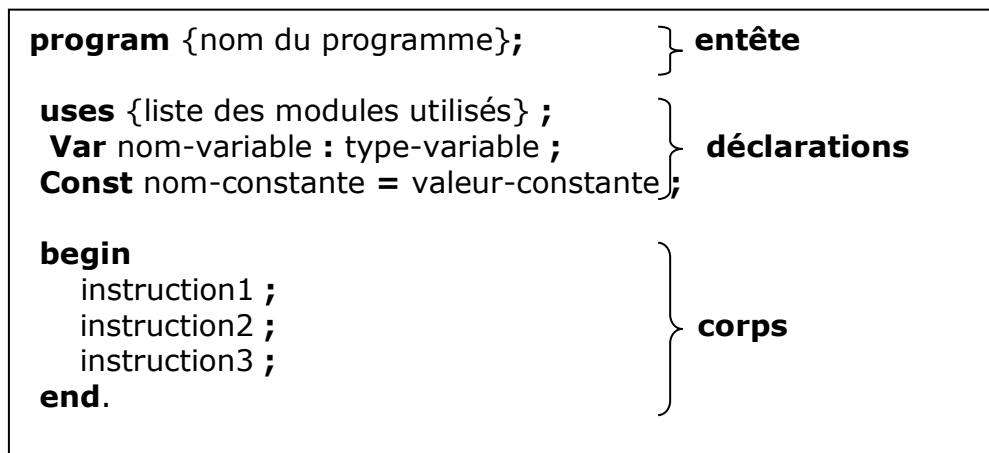 program {nom du programme}; entête
uses {liste des modules utilisés} ;
Var nom-variable : type-variable ; déclarations
Const nom-constante = valeur-constante ;
begin
instruction1 ;
instruction2 ; corps
instruction3 ;
end.